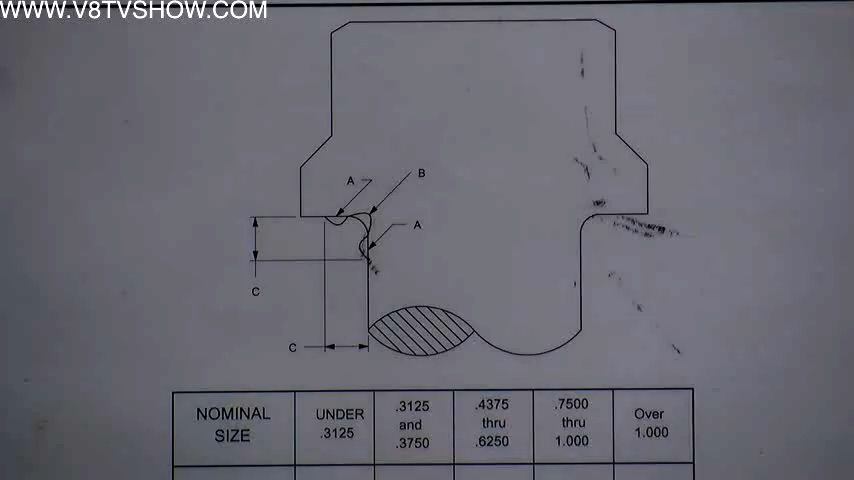 WWW.V8TVSHOW.COM
A
B
A
C
C
NOMINAL
SIZE
UNDER
.3125
.3125
and
.3750
.4375
thru
.6250
.7500
thru
1.000
Over
1.000